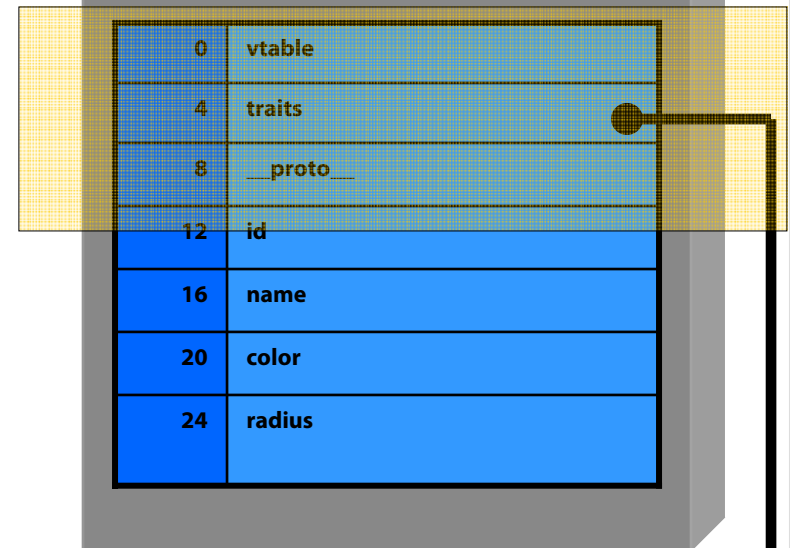 0 vtable
4 traits
8 __proto__
12 id
16 name
20 color
24 radius